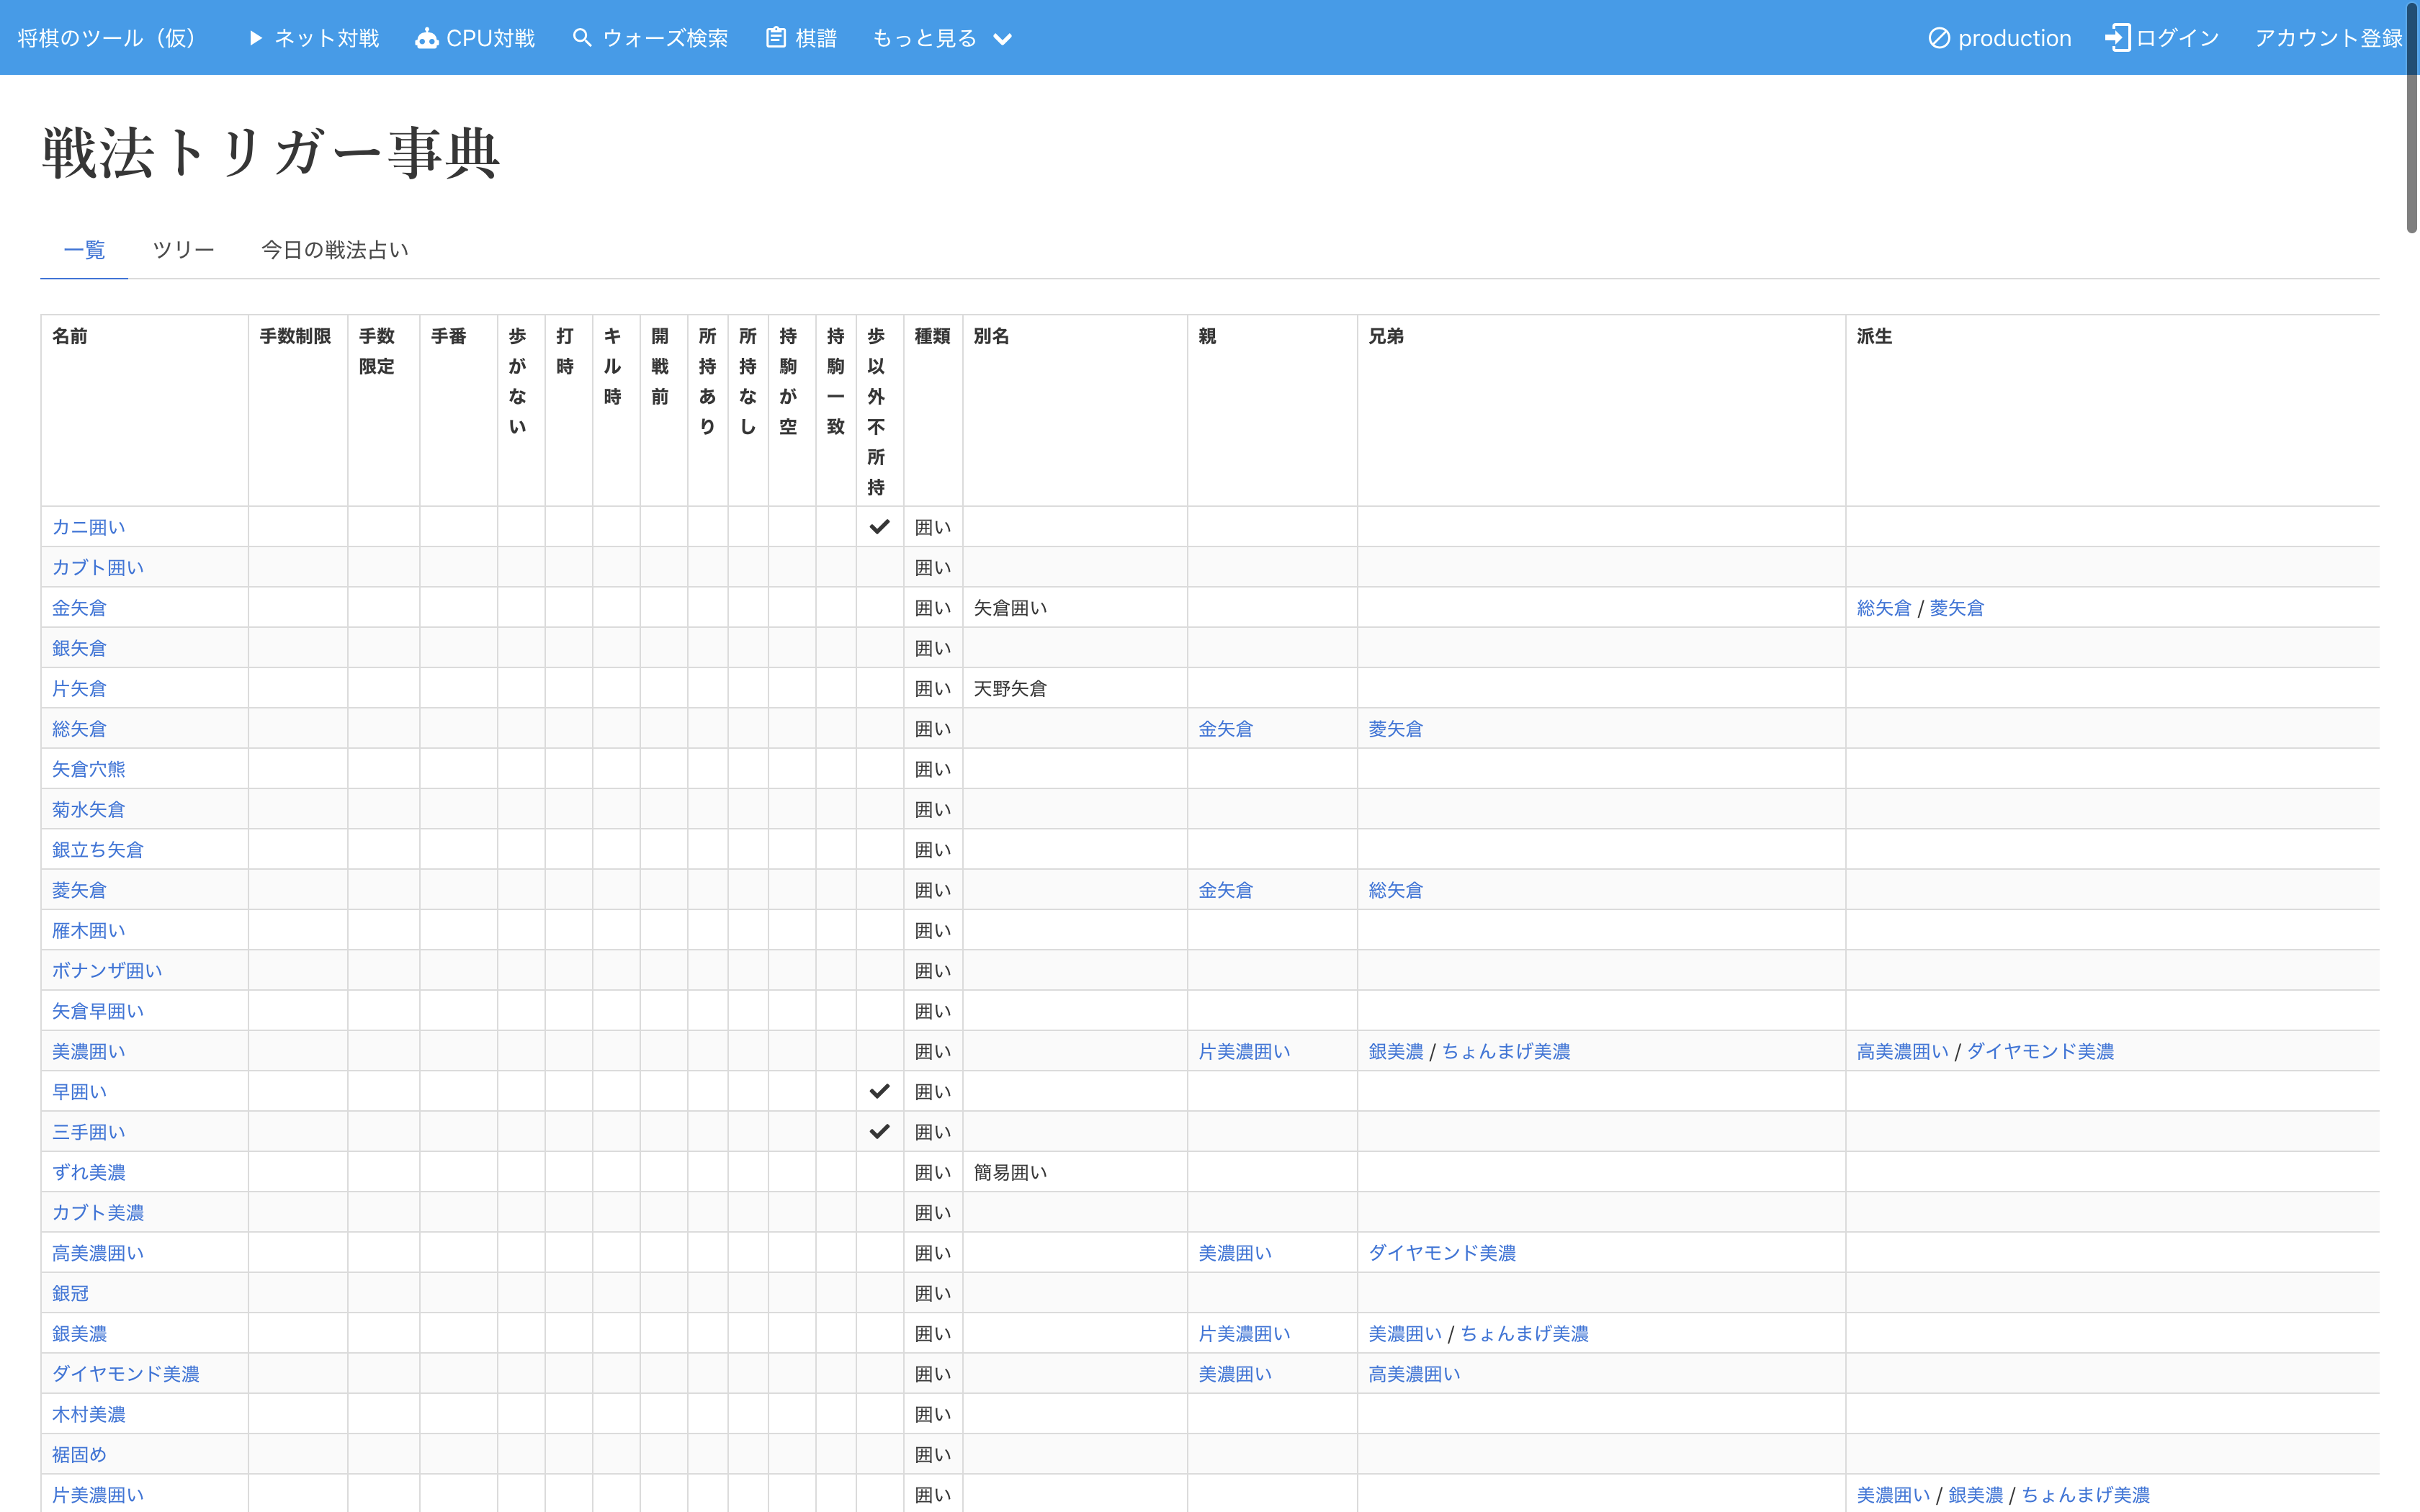 将棋のツール（仮） ネット対戦 CPU対戦 ウォーズ検索 棋譜 もっと見る production ログイン アカウント登録
戦法トリガー事典
一覧 ツリー 今日の戦法占い
名前 手数制限 手数限定 手番 歩がない 打時 キル時 開戦前 所持あり 所持なし 持駒が空 持駒一致 歩以外不所持 種類 別名 親 兄弟 派生
カニ囲い 囲い
カブト囲い 囲い
金矢倉 囲い 矢倉囲い 総矢倉 / 菱矢倉
銀矢倉 囲い
片矢倉 囲い 天野矢倉
総矢倉 囲い 金矢倉 菱矢倉
矢倉穴熊 囲い
菊水矢倉 囲い
銀立ち矢倉 囲い
菱矢倉 囲い 金矢倉 総矢倉
雁木囲い 囲い
ボナンザ囲い 囲い
矢倉早囲い 囲い
美濃囲い 囲い 片美濃囲い 銀美濃 / ちょんまげ美濃 高美濃囲い / ダイヤモンド美濃
早囲い 囲い
三手囲い 囲い
ずれ美濃 囲い 簡易囲い
カブト美濃 囲い
高美濃囲い 囲い 美濃囲い ダイヤモンド美濃
銀冠 囲い
銀美濃 囲い 片美濃囲い 美濃囲い / ちょんまげ美濃
ダイヤモンド美濃 囲い 美濃囲い 高美濃囲い
木村美濃 囲い
裾固め 囲い
片美濃囲い 囲い 美濃囲い / 銀美濃 / ちょんまげ美濃